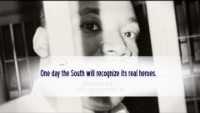 One day the South will recognize its real heroes.